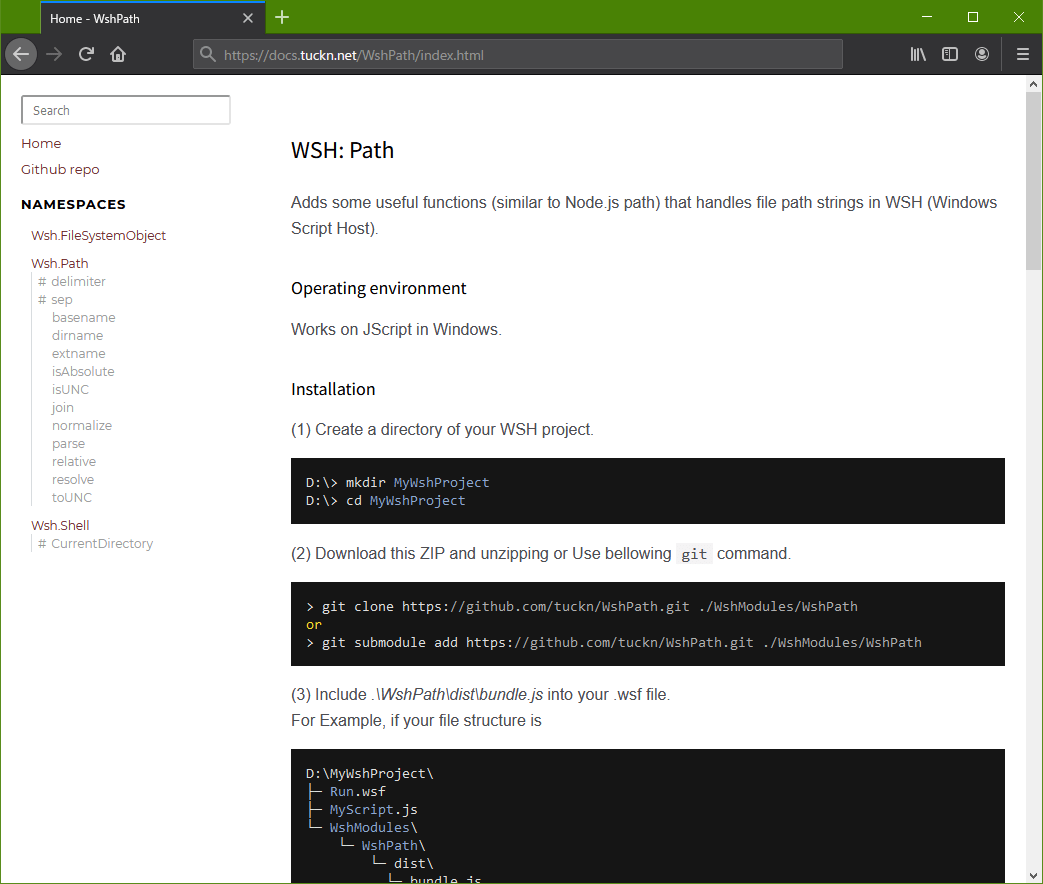 Home - WshPath
https://docs.tuckn.net/WshPath/index.html
Search
Home
Github repo
NAMESPACES
Wsh.FileSystemObject
Wsh.Path
# delimiter
# sep
basename
dirname
extname
isAbsolute
isUNC
join
normalize
parse
relative
resolve
toUNC
Wsh.Shell
# CurrentDirectory
WSH: Path
Adds some useful functions (similar to Node.js path) that handles file path strings in WSH (Windows
Script Host).
Operating environment
Works on JScript in Windows.
Installation
(1) Create a directory of your WSH project.
D:\> mkdir MyWshProject
D:\> cd MyWshProject
(2) Download this ZIP and unzipping or Use bellowing git command.
> git clone https://github.com/tuckn/WshPath.git ./WshModules/WshPath
or
> git submodule add https://github.com/tuckn/WshPath.git ./WshModules/WshPath
(3) Include .\WshPath\dist\bundle.js into your .wsf file.
For Example, if your file structure is
D:\MyWshProject\
├─ Run.wsf
├─ MyScript.js
└─ WshModules\
└─ WshPath\
└─ dist\
└─ bundle.js